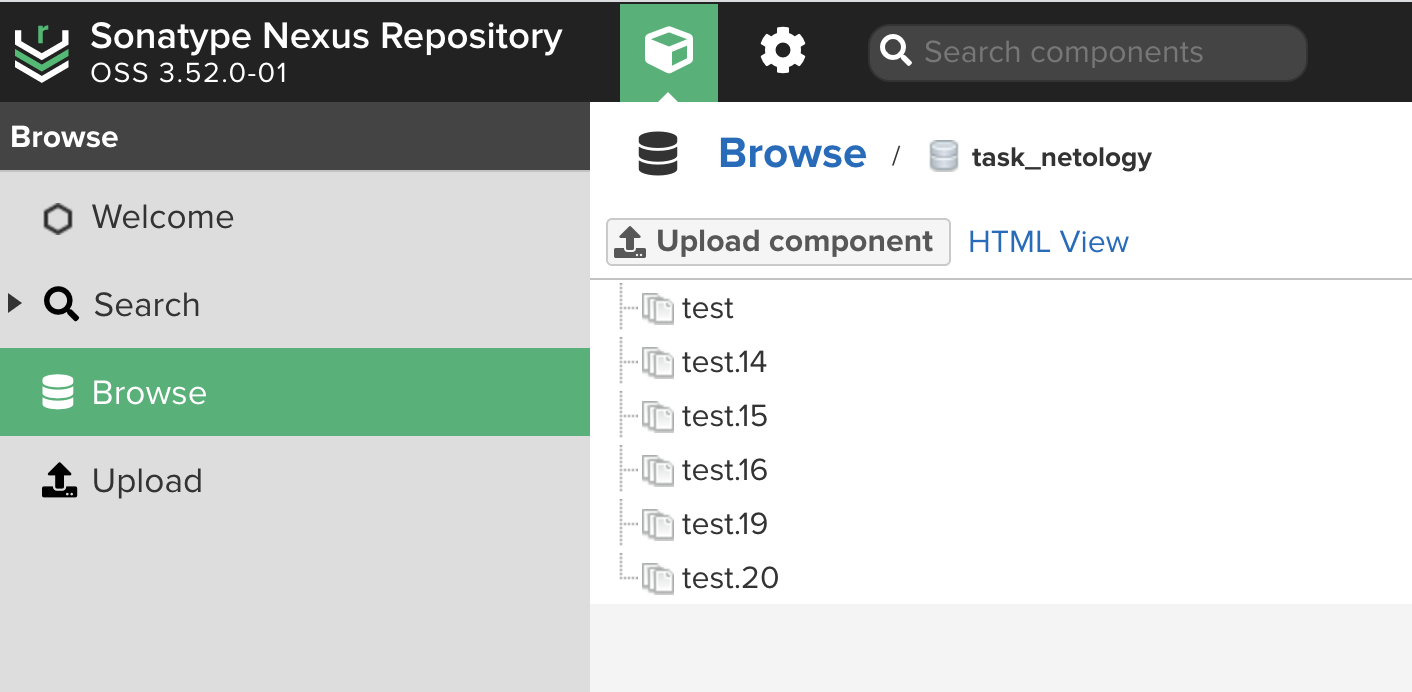 Sonatype Nexus Repository
OSS 3.52.0-01
Search components
Browse
Welcome
Search
Browse
Upload
Browse / task_netology
Upload component HTML View
test
test.14
test.15
test.16
test.19
test.20